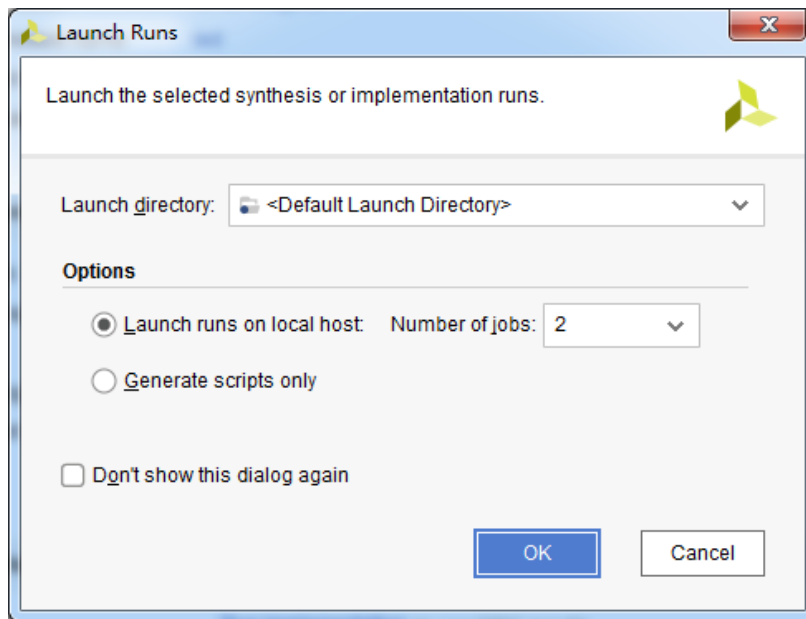 Launch Runs
Launch the selected synthesis or implementation runs.
Launch directory: <Default Launch Directory>
Options
Launch runs on local host: Number of jobs: 2
Generate scripts only
Don't show this dialog again
OK Cancel